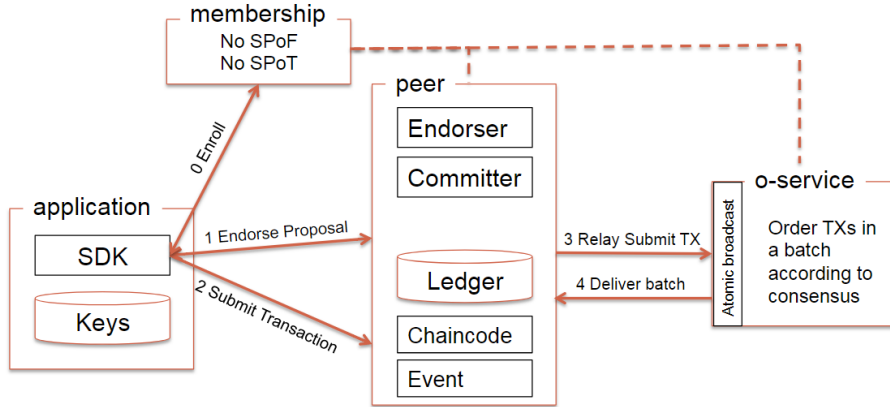 membership
No SPoF
No SPoT
peer
Endorser
Committer
Ledger
Chaincode
Event
0 Enroll
application
SDK
Keys
1 Endorse Proposal
2 Submit Transaction
3 Relay Submit TX
4 Deliver batch
o-service
Atomic broadcast
Order TXs in
a batch
according to
consensus